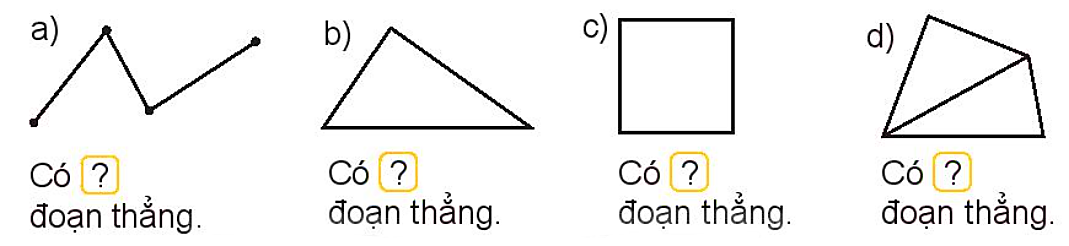 a)
b)
c)
d)
Có ?
đoạn thẳng.
Có ?
đoạn thẳng.
Có ?
đoạn thẳng.
Có ?
đoạn thẳng.